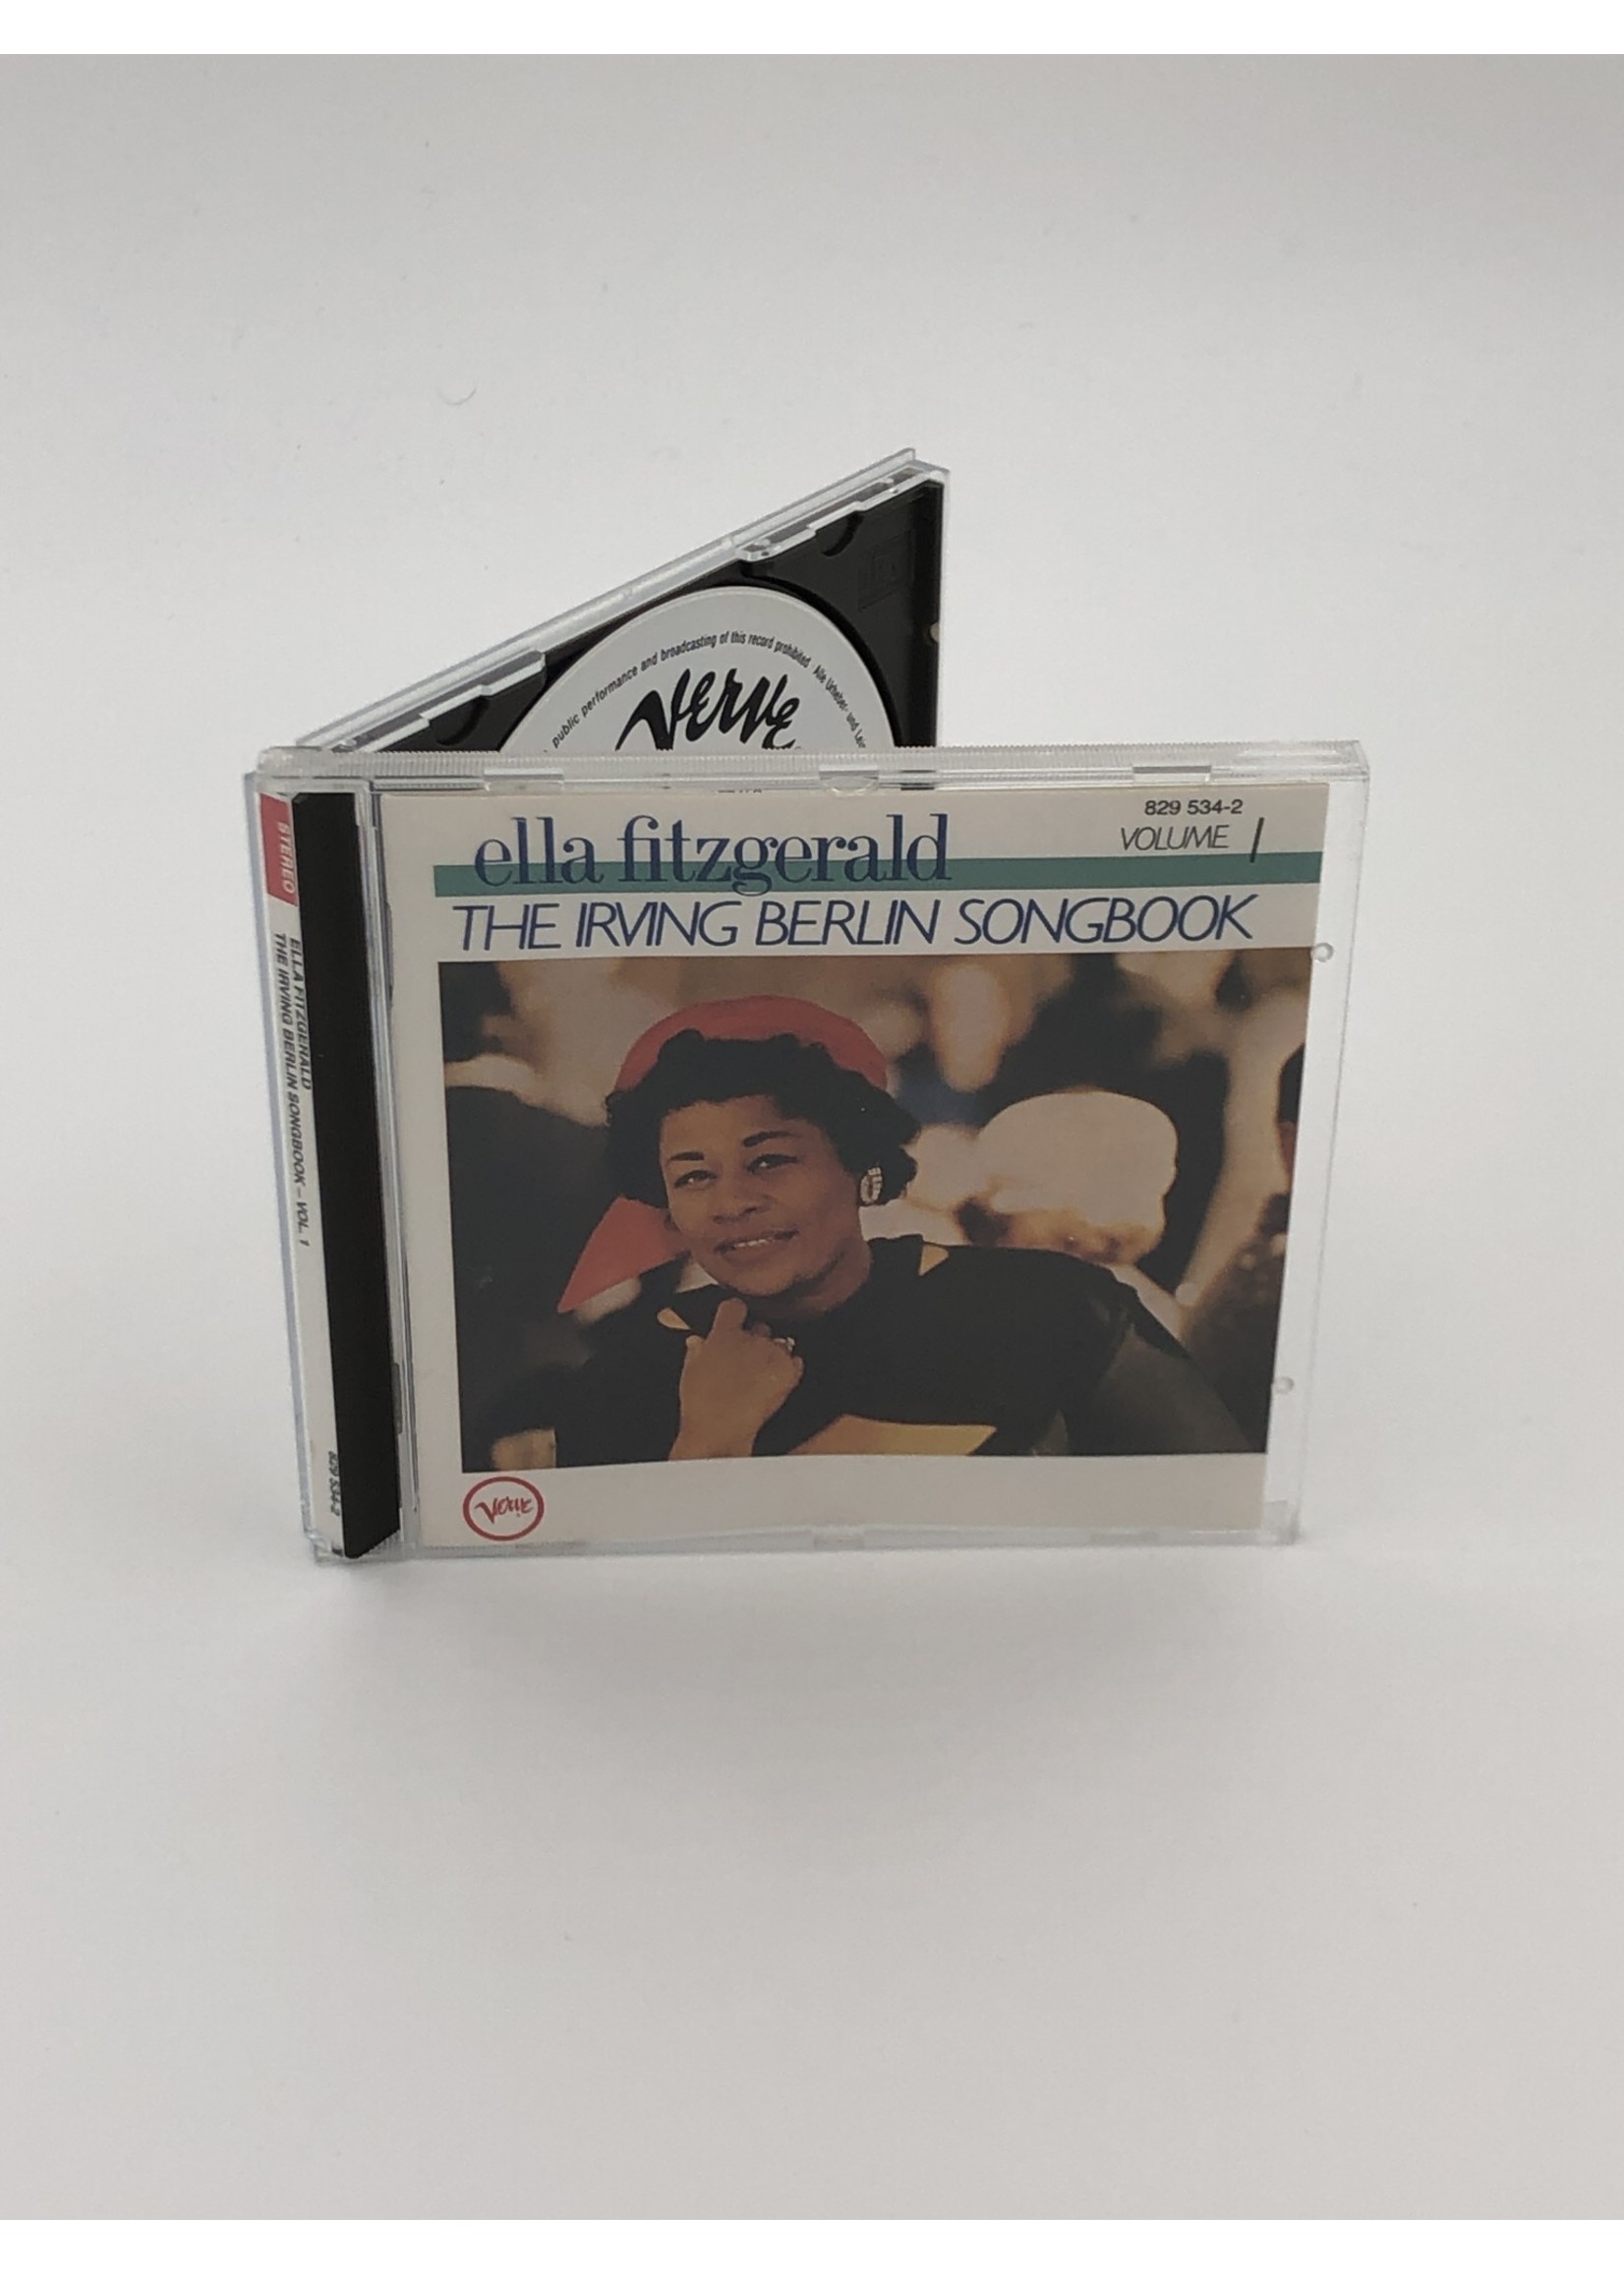 public performance and broadcasting of this record prohibited · Alle Urheber- und
Verve
829 534-2
ella fitzgerald
VOLUME 1
THE IRVING BERLIN SONGBOOK
Verve
STEREO
ELLA FITZGERALD
THE IRVING BERLIN SONGBOOK – VOL. 1
829 534-2